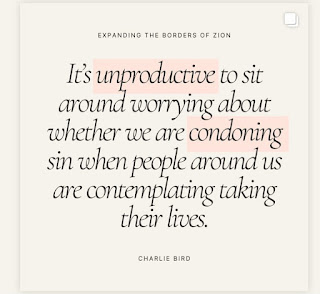 EXPANDING THE BORDERS OF ZION
It's unproductive to sit
around worrying about
whether we are condoning
sin when people around us
are contemplating taking
their lives.
CHARLIE BIRD